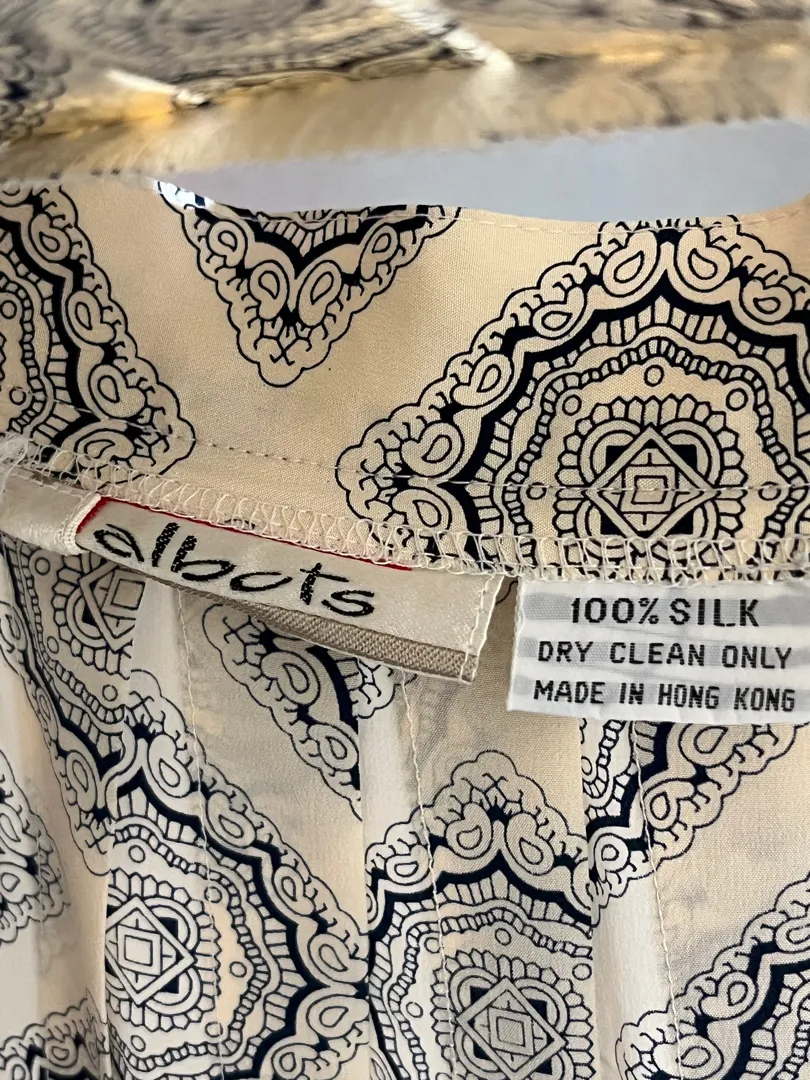 albots
100% SILK
DRY CLEAN ONLY
MADE IN HONG KONG